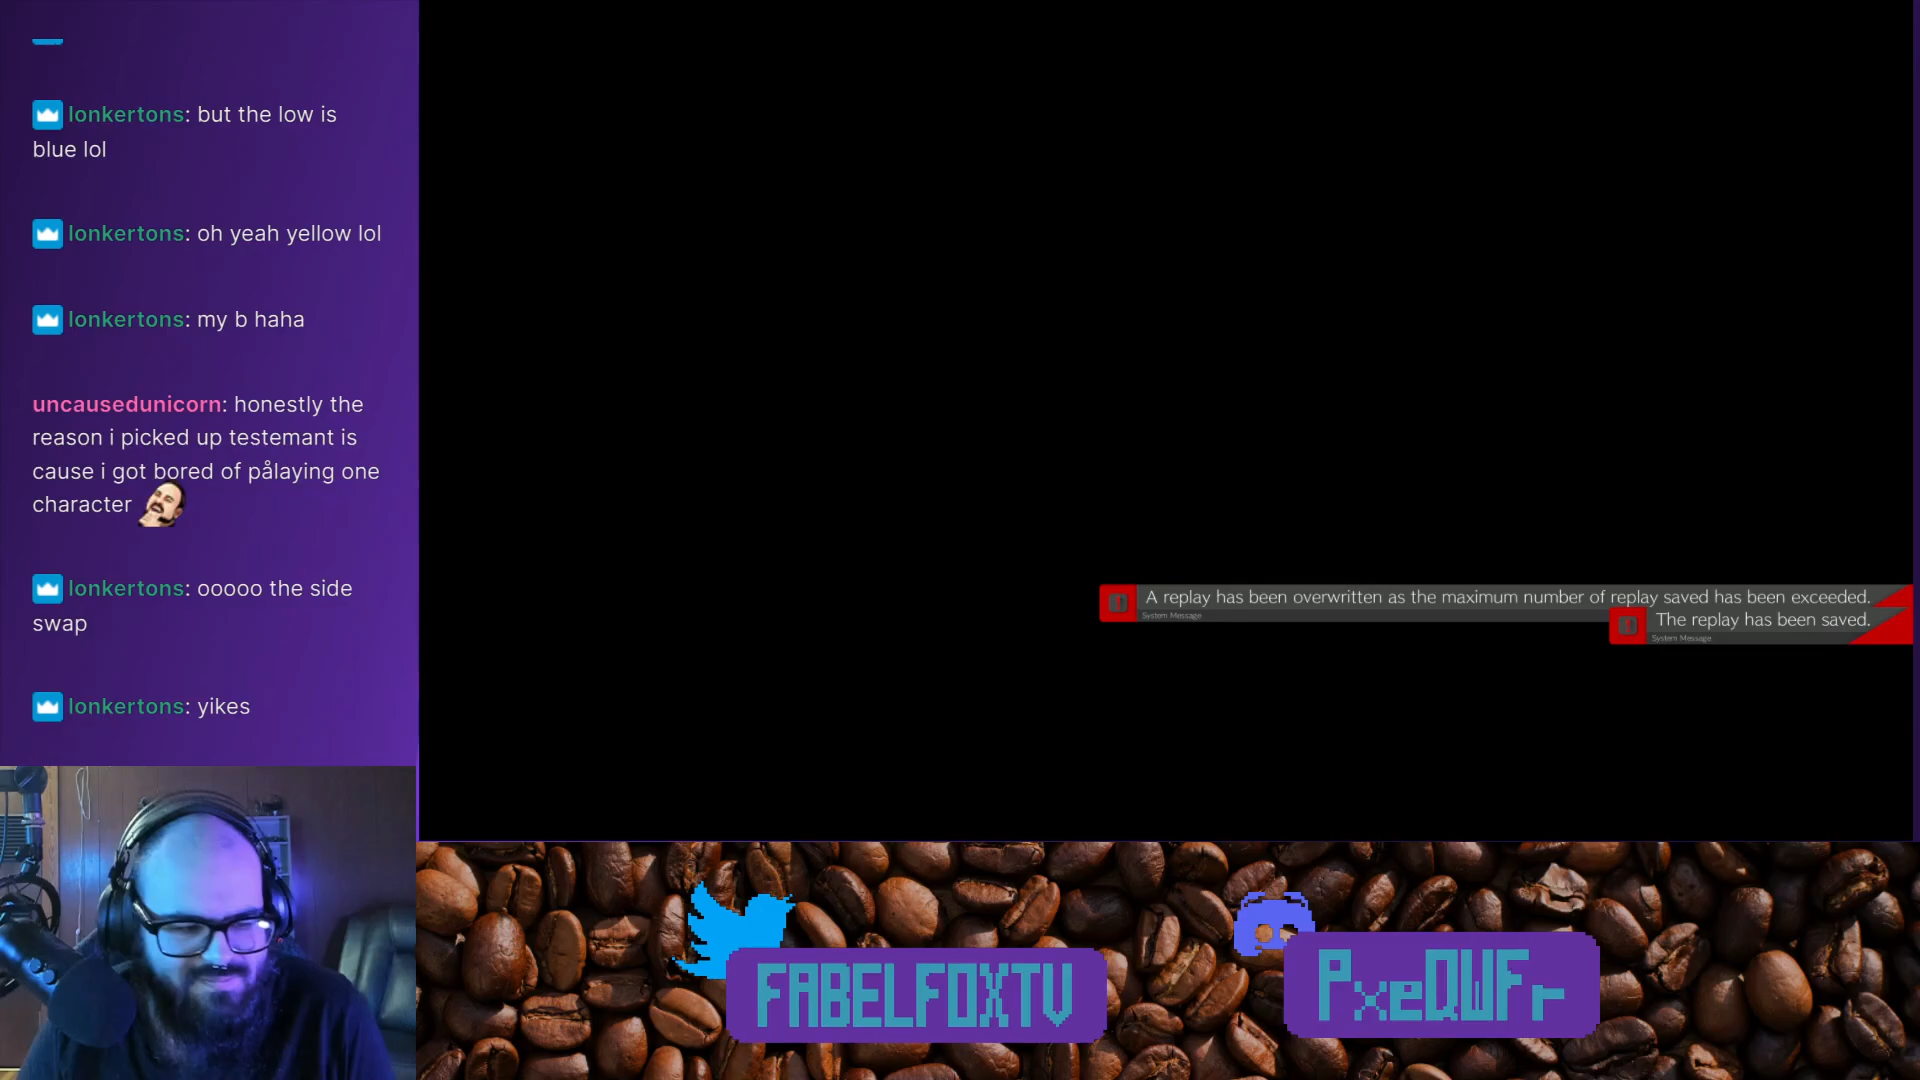 lonkertons: but the low is
blue lol
lonkertons: oh yeah yellow lol
lonkertons: my b haha
uncausedunicorn: honestly the
reason i picked up testemant is
cause i got bored of pålaying one
character
lonkertons: ooooo the side
swap
lonkertons: yikes
A replay has been overwritten as the maximum number of replay saved has been exceeded.
System Message
The replay has been saved.
System Message
FABELFOXTV
PxeQWFr